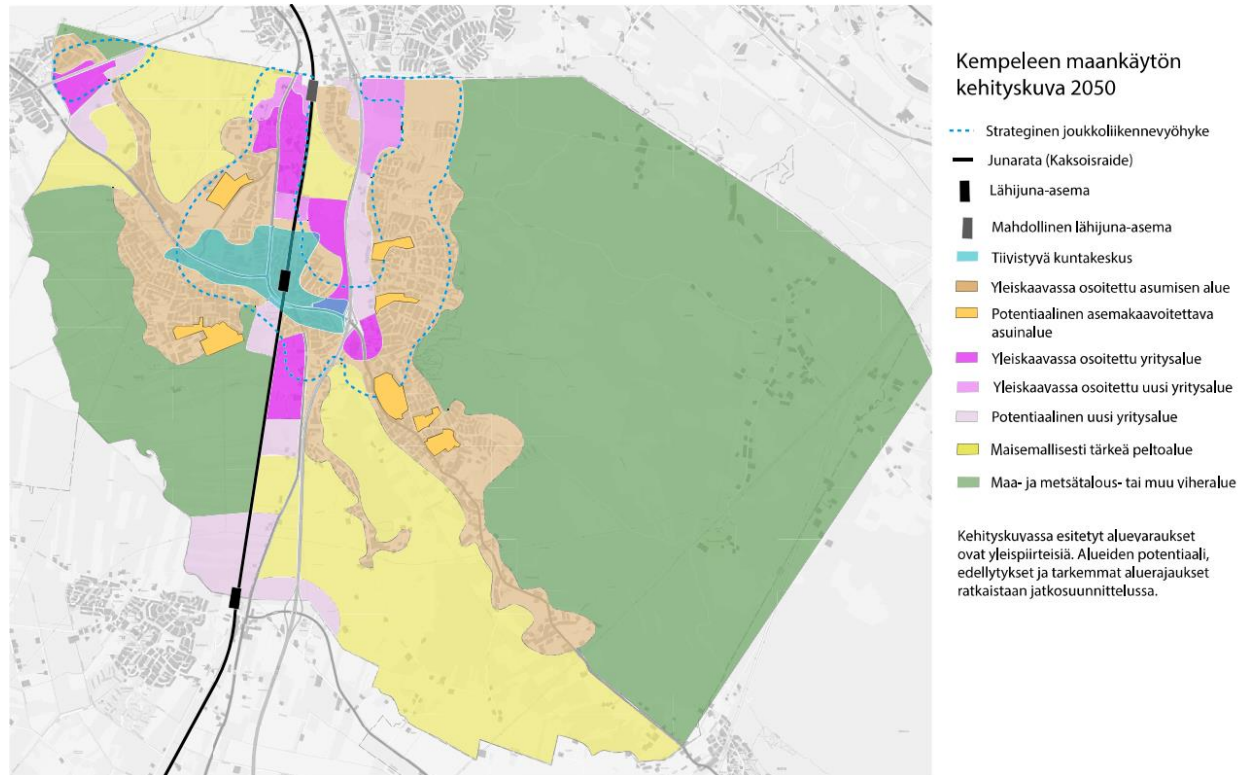 Kempeleen maankäytön
kehityskuva 2050
Strateginen joukkoliikennevyöhyke
Junarata (Kaksoisraide)
Lähijuna-asema
Mahdollinen lähijuna-asema
Tiivistyvä kuntakeskus
Yleiskaavassa osoitettu asumisen alue
Potentiaalinen asemakaavoitettava
asuinalue
Yleiskaavassa osoitettu yritysalue
Yleiskaavassa osoitettu uusi yritysalue
Potentiaalinen uusi yritysalue
Maisemallisesti tärkeä peltoalue
Maa- ja metsätalous- tai muu viheralue
Kehityskuvassa esitetyt aluevaraukset
ovat yleispiirteisiä. Alueiden potentiaali,
edellytykset ja tarkemmat aluerajaukset
ratkaistaan jatkosuunnittelussa.